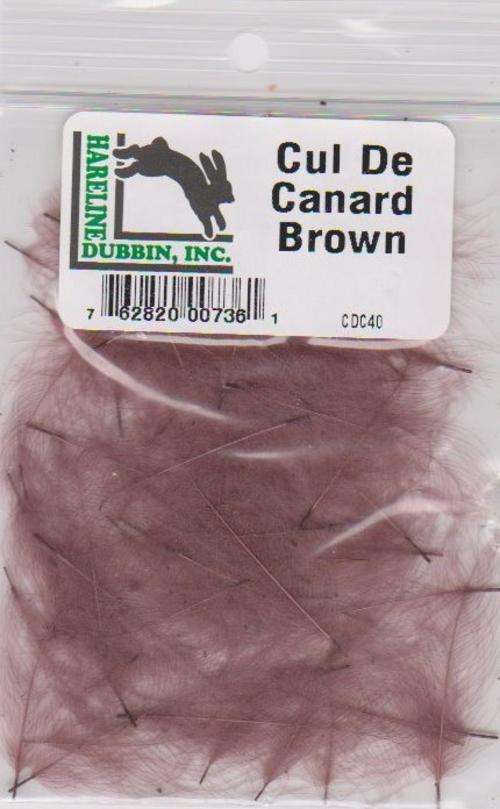 HARELINE
DUBBIN, INC.
Cul De
Canard
Brown
7 62820 00736 1
CDC40